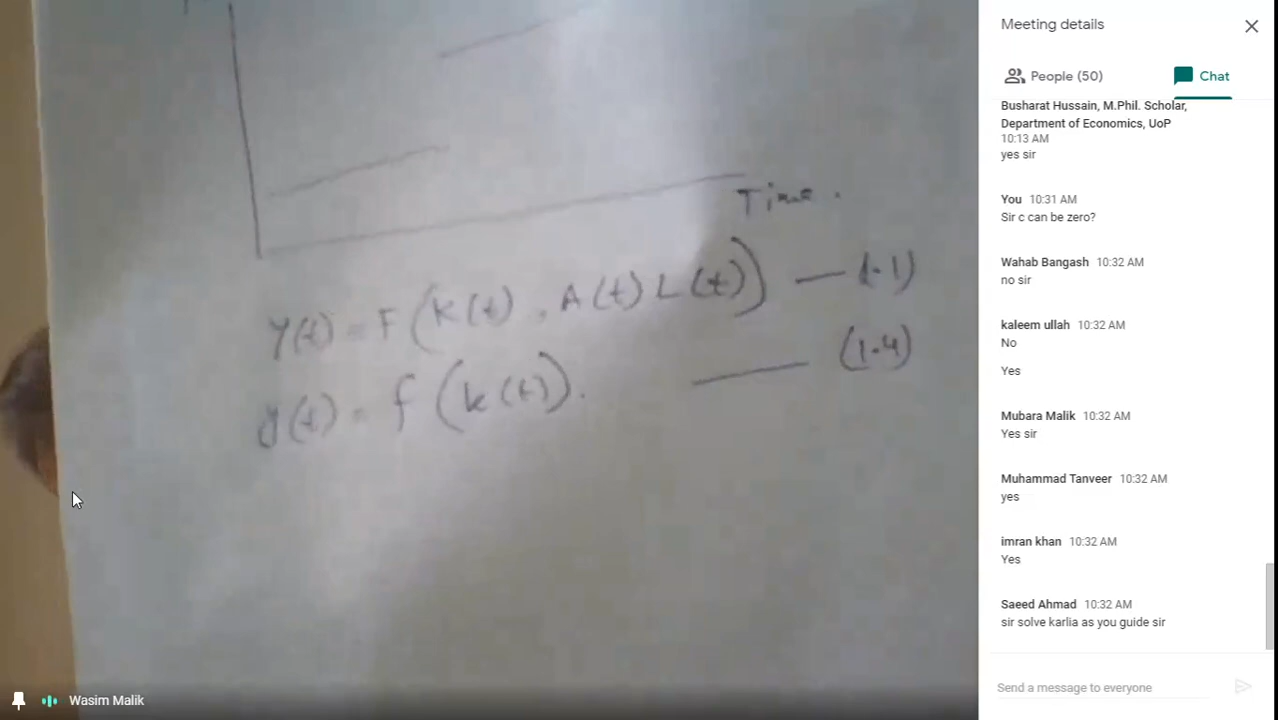 Time.
Y(t) = F(K(t), A(t)L(t)) — (1.1)
y(t) = f(k(t)). — (1.4)
Wasim Malik
Meeting details
People (50)
Chat
Busharat Hussain, M.Phil. Scholar,
Department of Economics, UoP
10:13 AM
yes sir
You 10:31 AM
Sir c can be zero?
Wahab Bangash 10:32 AM
no sir
kaleem ullah 10:32 AM
No
Yes
Mubara Malik 10:32 AM
Yes sir
Muhammad Tanveer 10:32 AM
yes
imran khan 10:32 AM
Yes
Saeed Ahmad 10:32 AM
sir solve karlia as you guide sir
Send a message to everyone